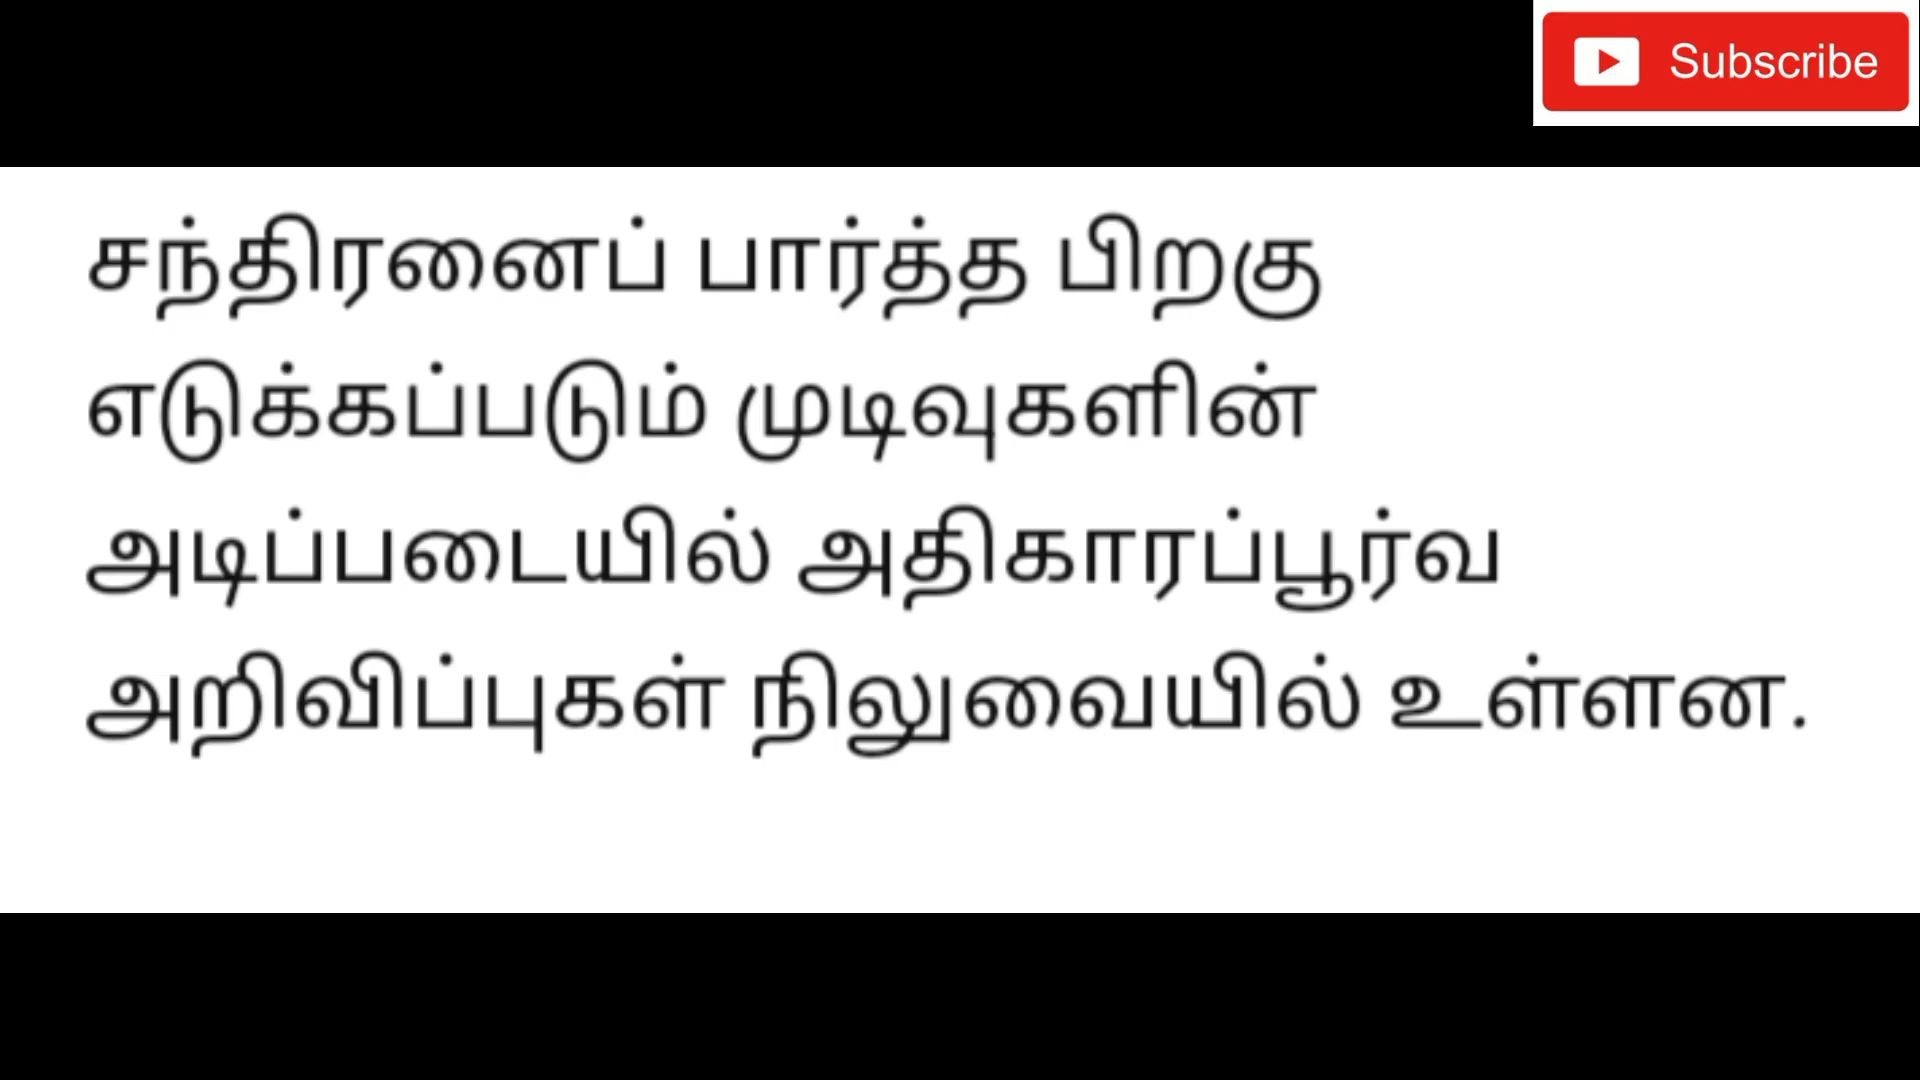 Subscribe
சந்திரனைப் பார்த்த பிறகு
எடுக்கப்படும் முடிவுகளின்
அடிப்படையில் அதிகாரப்பூர்வ
அறிவிப்புகள் நிலுவையில் உள்ளன.